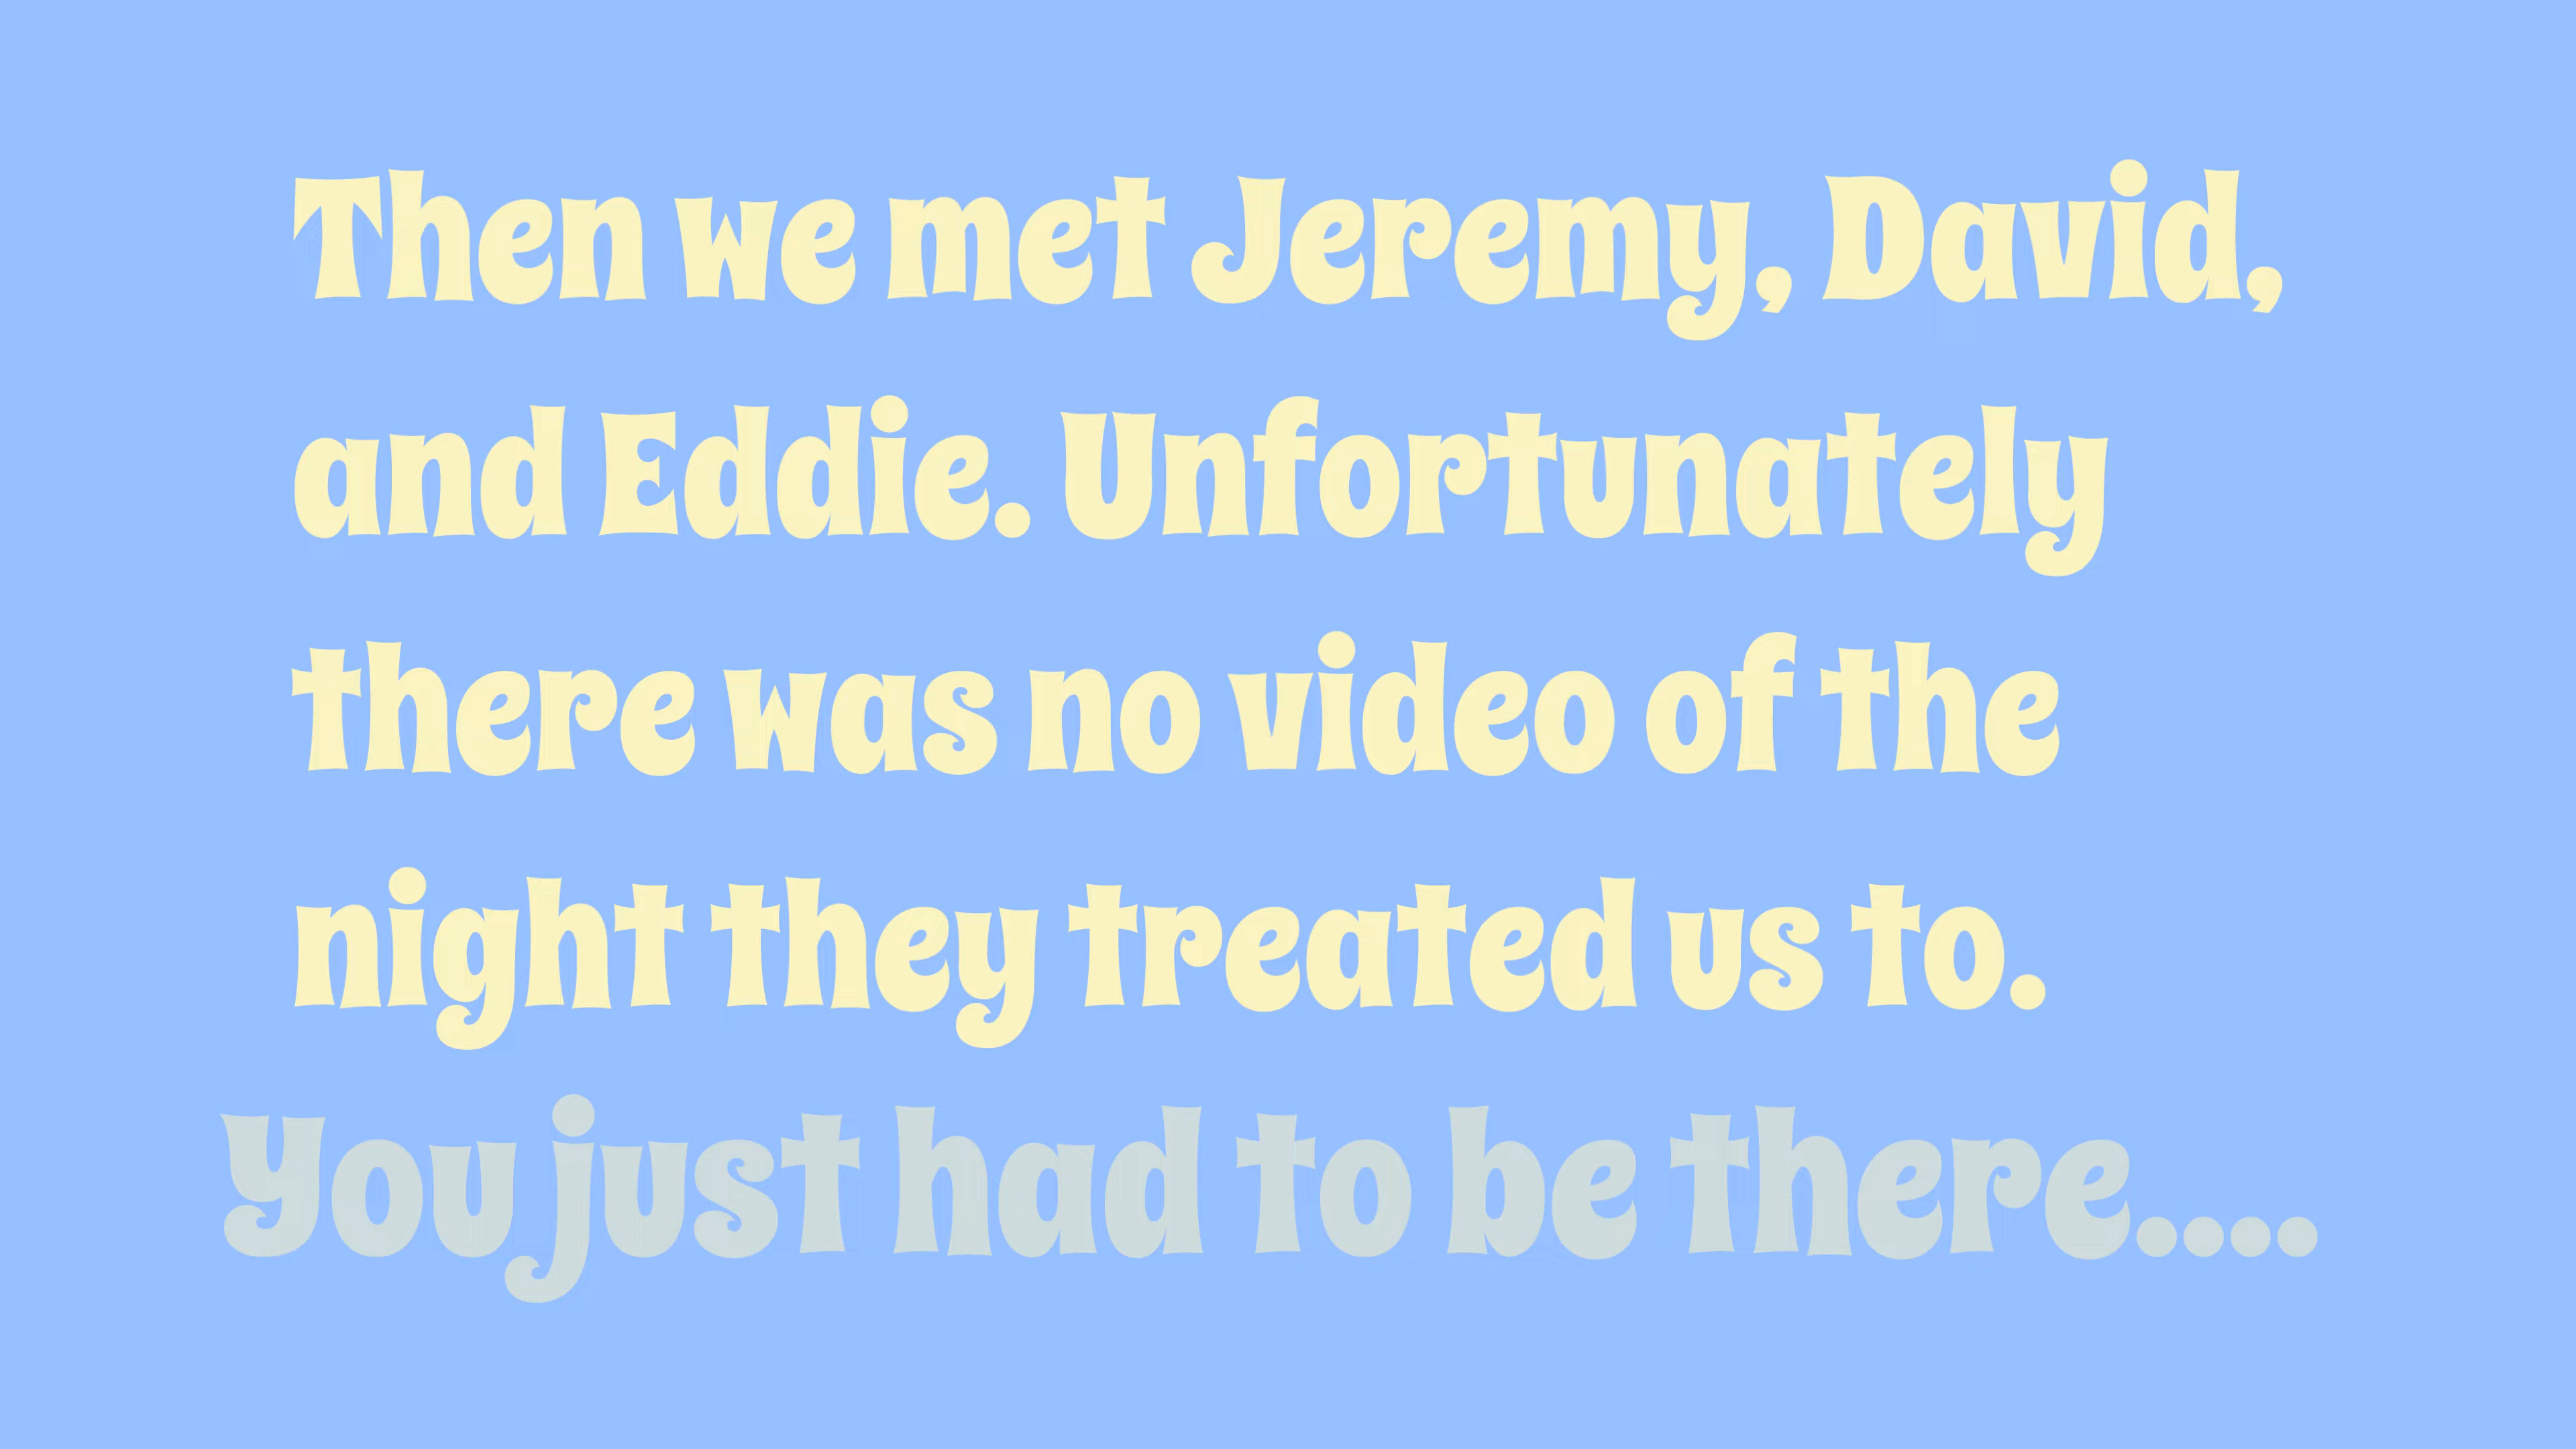 Then we met Jeremy, David,
and Eddie. Unfortunately
there was no video of the
night they treated us to.
You just had to be there....